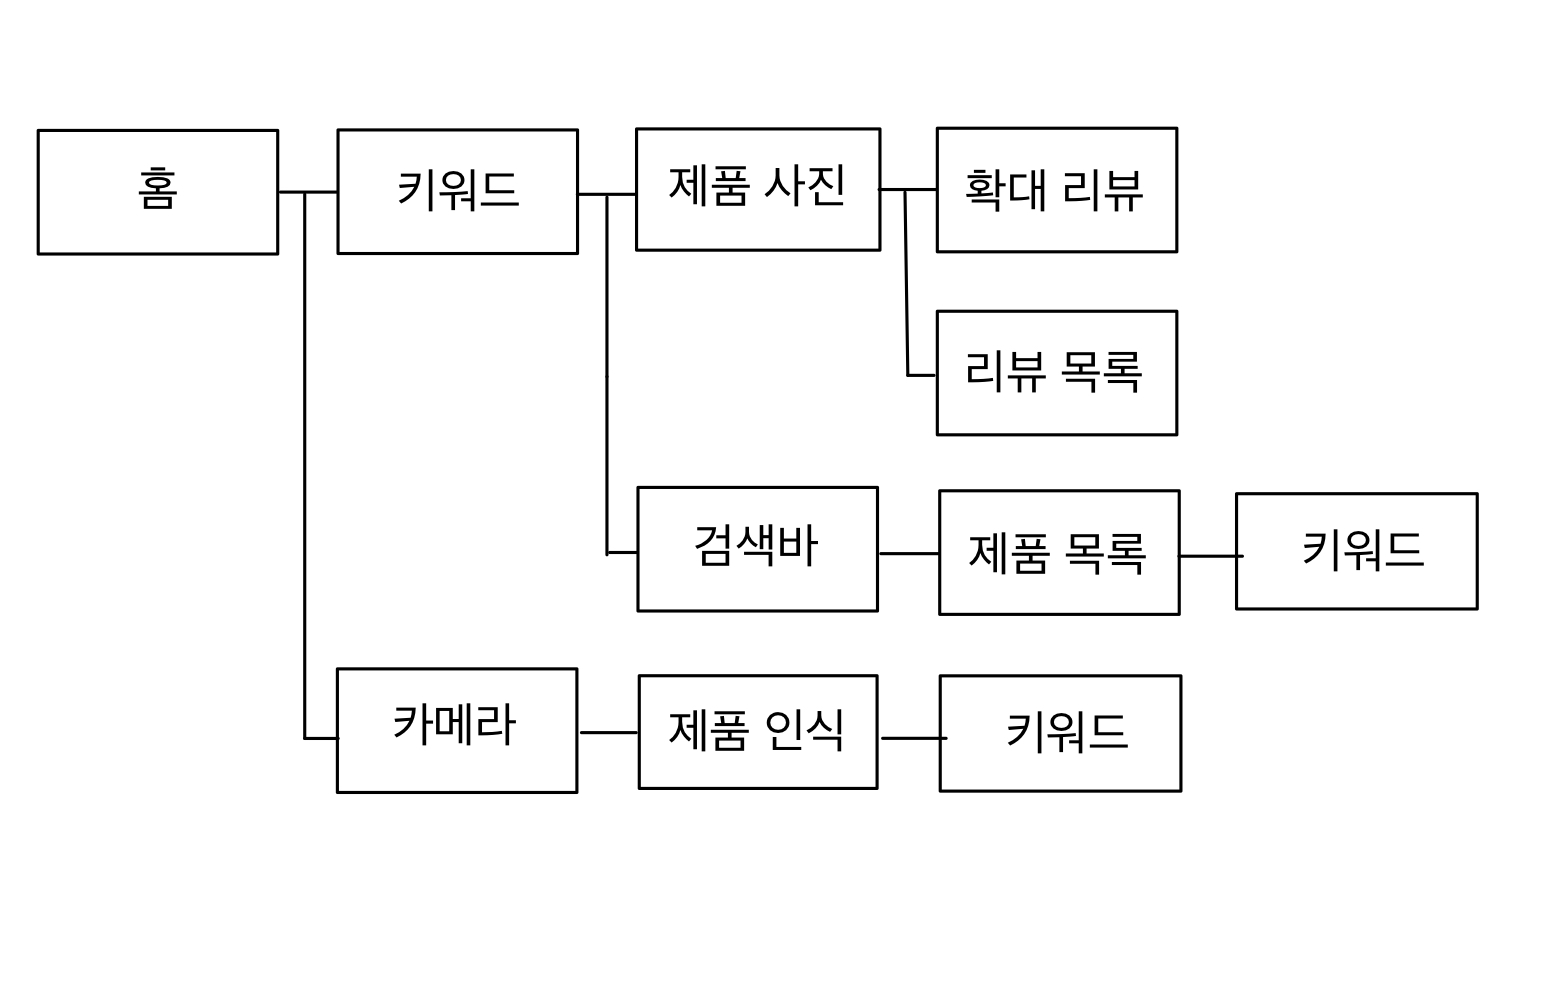 홈
키워드
제품 사진
확대 리뷰
리뷰 목록
검색바
제품 목록
키워드
카메라
제품 인식
키워드